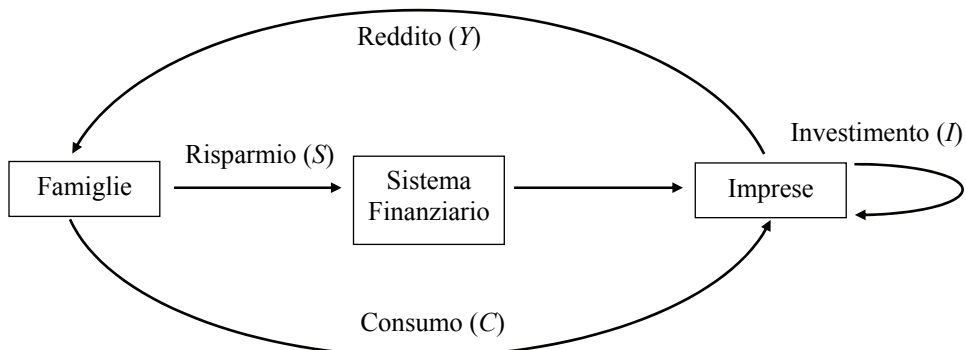 Reddito (Y)
Investimento (I)
Risparmio (S)
Famiglie
Sistema
Finanziario
Imprese
Consumo (C)